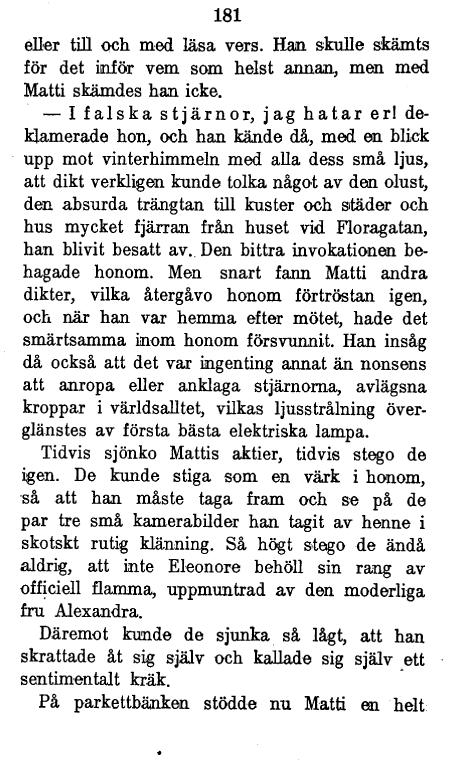 181
eller till och med läsa vers. Han skulle skämts
för det inför vem som helst annan, men med
Matti skämdes han icke.
— I falska stjärnor, jag hatar er! de-
klamerade hon, och han kände då, med en blick
upp mot vinterhimmeln med alla dess små ljus,
att dikt verkligen kunde tolka något av den olust,
den absurda trängtan till kuster och städer och
hus mycket fjärran från huset vid Floragatan,
han blivit besatt av. Den bittra invokationen be-
hagade honom. Men snart fann Matti andra
dikter, vilka återgåvo honom förtröstan igen,
och när han var hemma efter mötet, hade det
smärtsamma inom honom försvunnit. Han insåg
då också att det var ingenting annat än nonsens
att anropa eller anklaga stjärnorna, avlägsna
kroppar i världsalltet, vilkas ljusstrålning över-
glänstes av första bästa elektriska lampa.
Tidvis sjönko Mattis aktier, tidvis stego de
igen. De kunde stiga som en värk i honom,
så att han måste taga fram och se på de
par tre små kamerabilder han tagit av henne i
skotskt rutig klänning. Så högt stego de ändå
aldrig, att inte Eleonore behöll sin rang av
officiell flamma, uppmuntrad av den moderliga
fru Alexandra.
Däremot kunde de sjunka så lågt, att han
skrattade åt sig själv och kallade sig själv ett
sentimentalt kräk.
På parkettbänken stödde nu Matti en helt